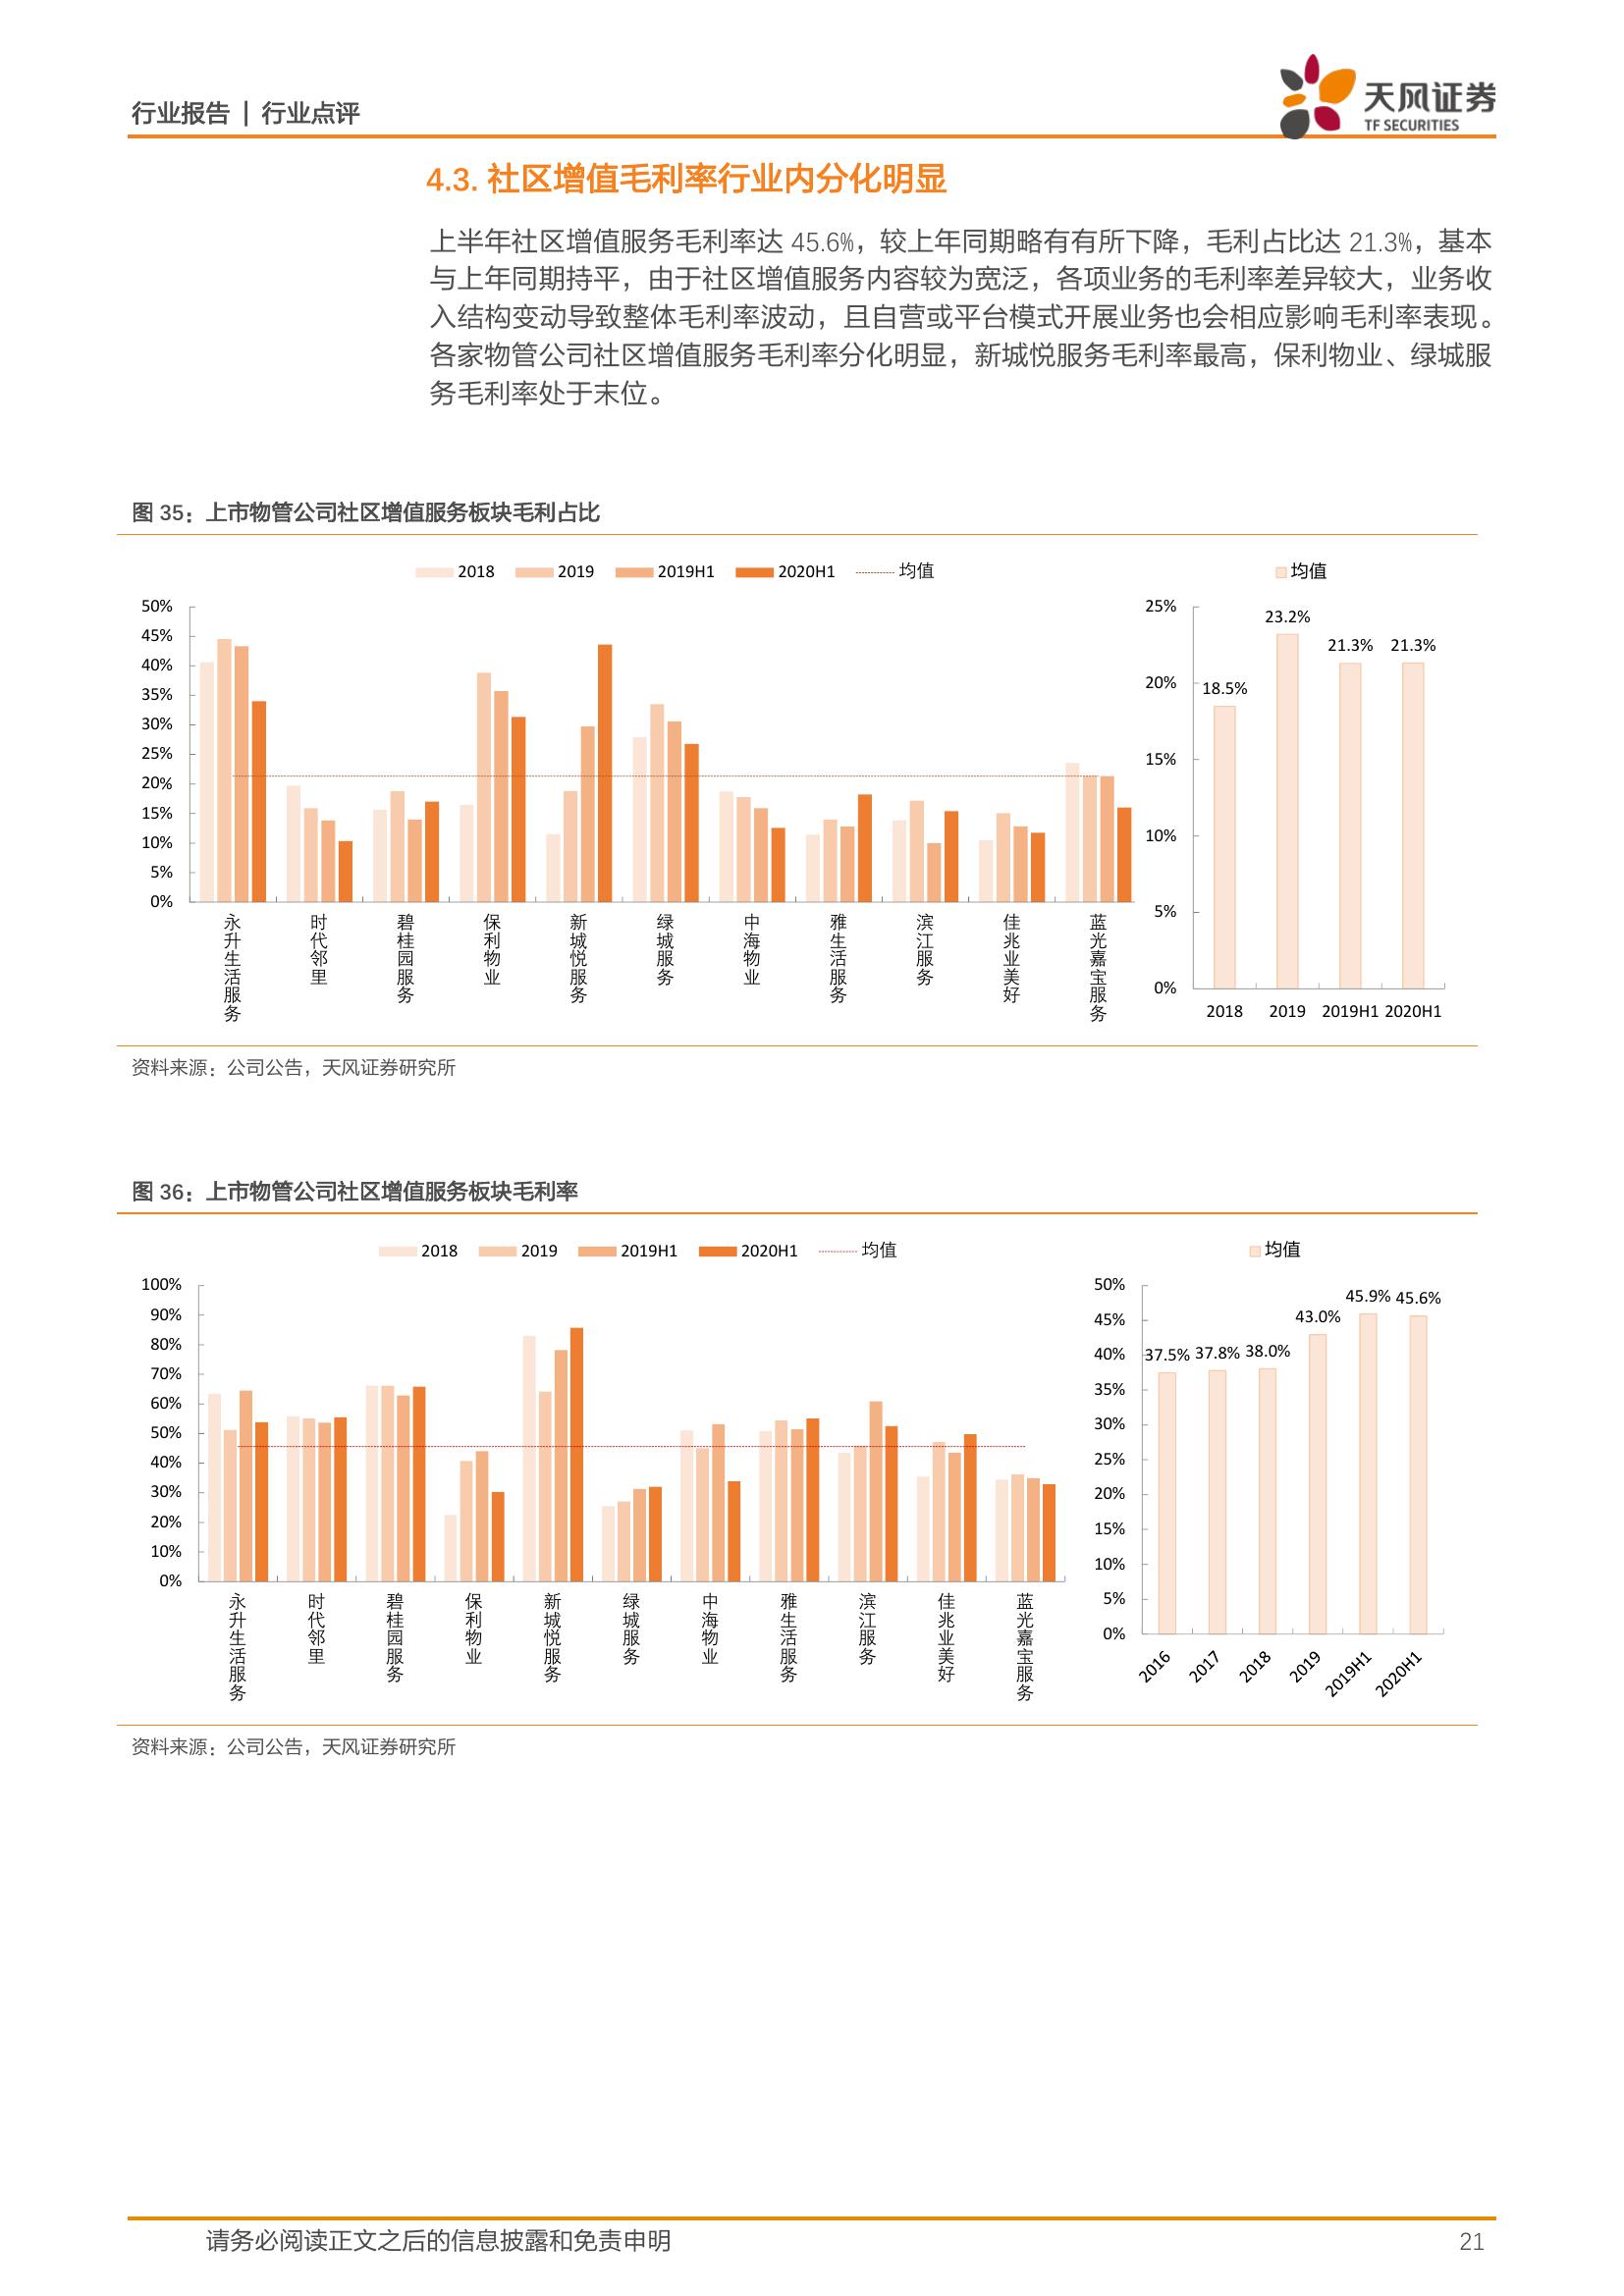 行业报告 | 行业点评
天风证券
TF SECURITIES
4.3. 社区增值毛利率行业内分化明显
上半年社区增值服务毛利率达 45.6%，较上年同期略有有所下降，毛利占比达 21.3%，基本
与上年同期持平，由于社区增值服务内容较为宽泛，各项业务的毛利率差异较大，业务收
入结构变动导致整体毛利率波动，且自营或平台模式开展业务也会相应影响毛利率表现。
各家物管公司社区增值服务毛利率分化明显，新城悦服务毛利率最高，保利物业、绿城服
务毛利率处于末位。
图 35：上市物管公司社区增值服务板块毛利占比
2018 2019 2019H1 2020H1 均值
50%
45%
40%
35%
30%
25%
20%
15%
10%
5%
0%
永升生活服务
时代邻里
碧桂园服务
保利物业
新城悦服务
绿城服务
中海物业
雅生活服务
滨江服务
佳兆业美好
蓝光嘉宝服务
均值
25%
20%
15%
10%
5%
0%
18.5%
23.2%
21.3%
21.3%
2018 2019 2019H1 2020H1
资料来源：公司公告，天风证券研究所
图 36：上市物管公司社区增值服务板块毛利率
2018 2019 2019H1 2020H1 均值
100%
90%
80%
70%
60%
50%
40%
30%
20%
10%
0%
永升生活服务
时代邻里
碧桂园服务
保利物业
新城悦服务
绿城服务
中海物业
雅生活服务
滨江服务
佳兆业美好
蓝光嘉宝服务
均值
50%
45%
40%
35%
30%
25%
20%
15%
10%
5%
0%
37.5% 37.8% 38.0%
43.0%
45.9% 45.6%
2016 2017 2018 2019 2019H1 2020H1
资料来源：公司公告，天风证券研究所
请务必阅读正文之后的信息披露和免责申明
21